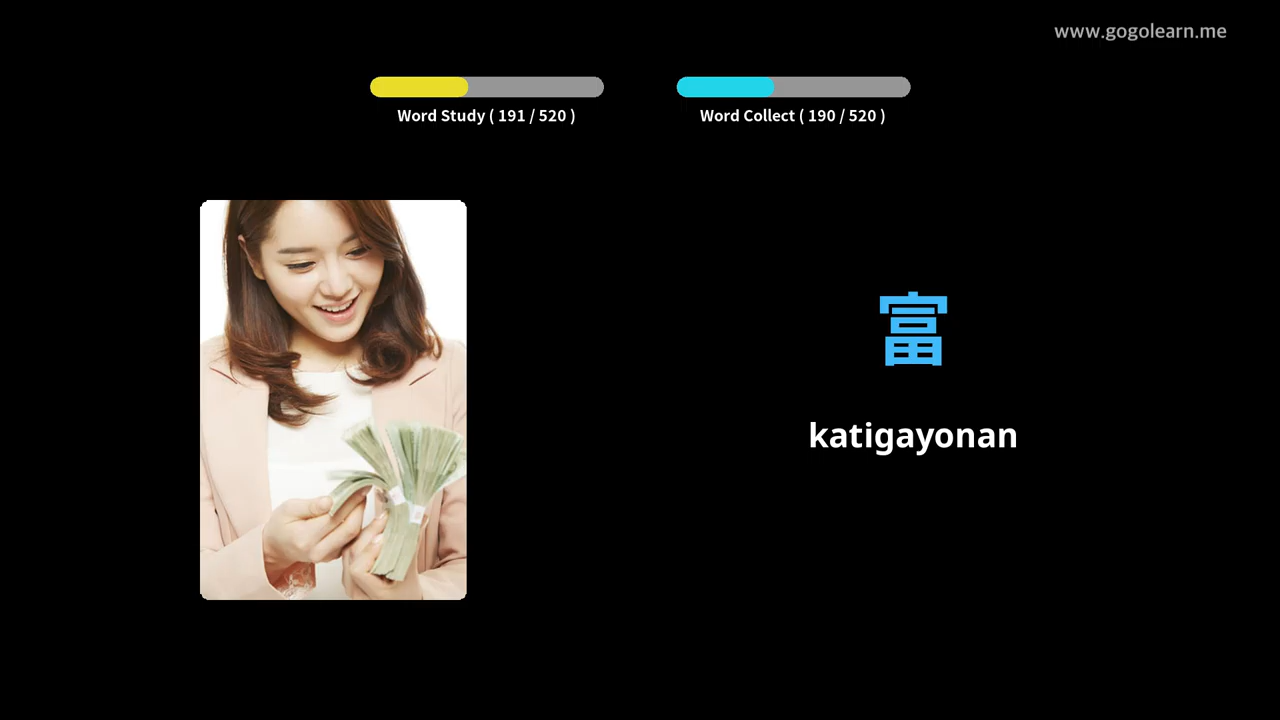 www.gogolearn.me
Word Study ( 191 / 520 )
Word Collect ( 190 / 520 )
富
katigayonan